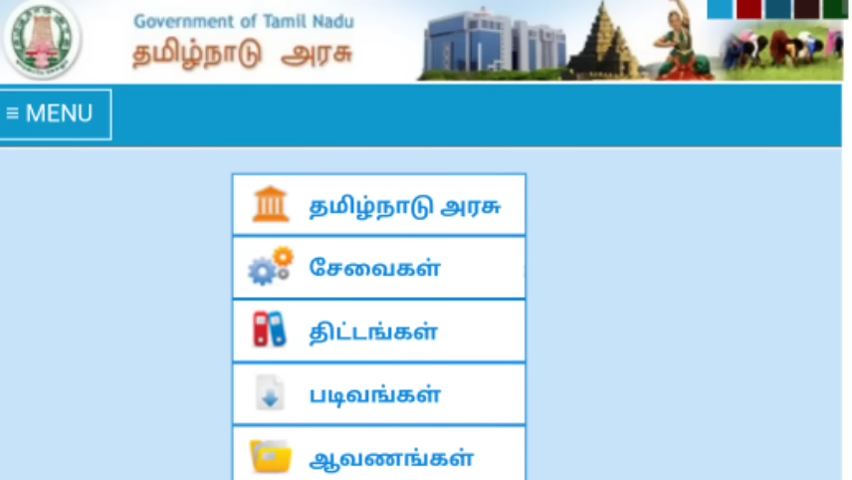 Government of Tamil Nadu
தமிழ்நாடு அரசு
≡ MENU
தமிழ்நாடு அரசு
சேவைகள்
திட்டங்கள்
படிவங்கள்
ஆவணங்கள்